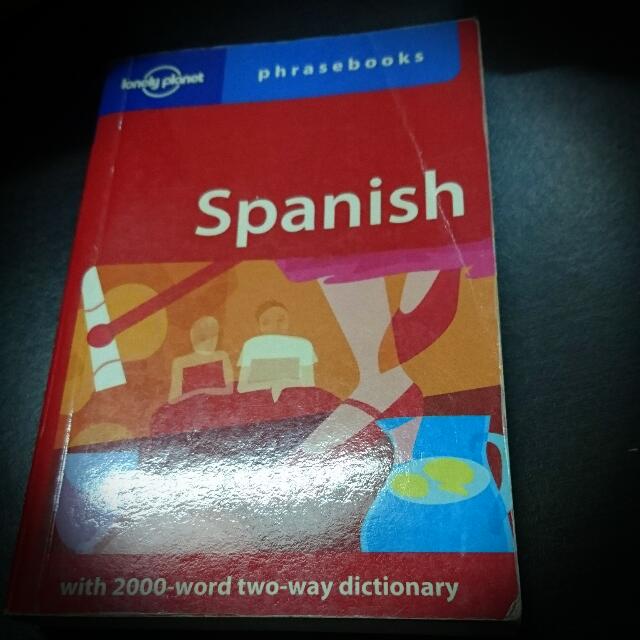 lonely planet
phrasebooks
Spanish
with 2000-word two-way dictionary